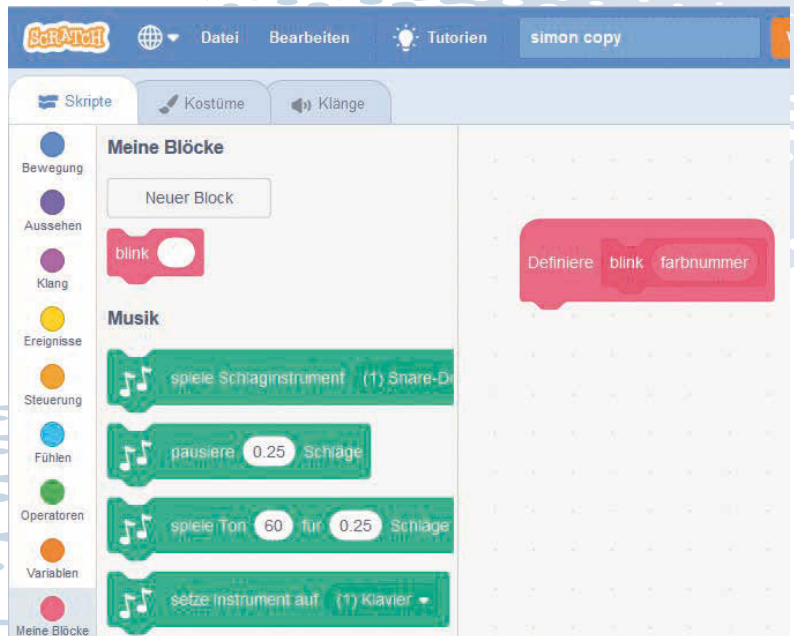 SCRATCH Datei Bearbeiten Tutorien simon copy
Skripte Kostüme Klänge
Bewegung
Aussehen
Klang
Ereignisse
Steuerung
Fühlen
Operatoren
Variablen
Meine Blöcke
Meine Blöcke
Neuer Block
blink
Musik
spiele Schlaginstrument (1) Snare-Dr
pausiere 0.25 Schläge
spiele Ton 60 für 0.25 Schläge
setze Instrument auf (1) Klavier
Definiere blink farbnummer